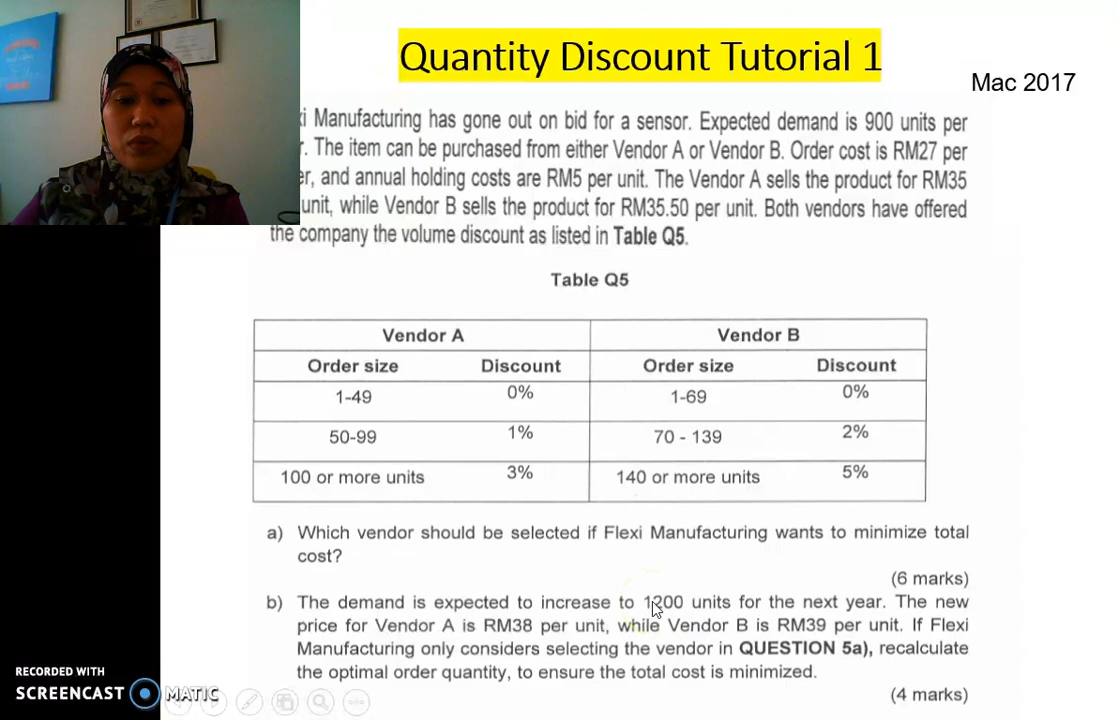 Quantity Discount Tutorial 1
Mac 2017
Manufacturing has gone out on bid for a sensor. Expected demand is 900 units per
The item can be purchased from either Vendor A or Vendor B. Order cost is RM27 per
and annual holding costs are RM5 per unit. The Vendor A sells the product for RM35
unit, while Vendor B sells the product for RM35.50 per unit. Both vendors have offered
the company the volume discount as listed in Table Q5.
Table Q5
Vendor A Vendor B
Order size Discount Order size Discount
1-49 0% 1-69 0%
50-99 1% 70 - 139 2%
100 or more units 3% 140 or more units 5%
a) Which vendor should be selected if Flexi Manufacturing wants to minimize total
cost?
(6 marks)
b) The demand is expected to increase to 1200 units for the next year. The new
price for Vendor A is RM38 per unit, while Vendor B is RM39 per unit. If Flexi
Manufacturing only considers selecting the vendor in QUESTION 5a), recalculate
the optimal order quantity, to ensure the total cost is minimized.
(4 marks)
RECORDED WITH
SCREENCAST MATIC